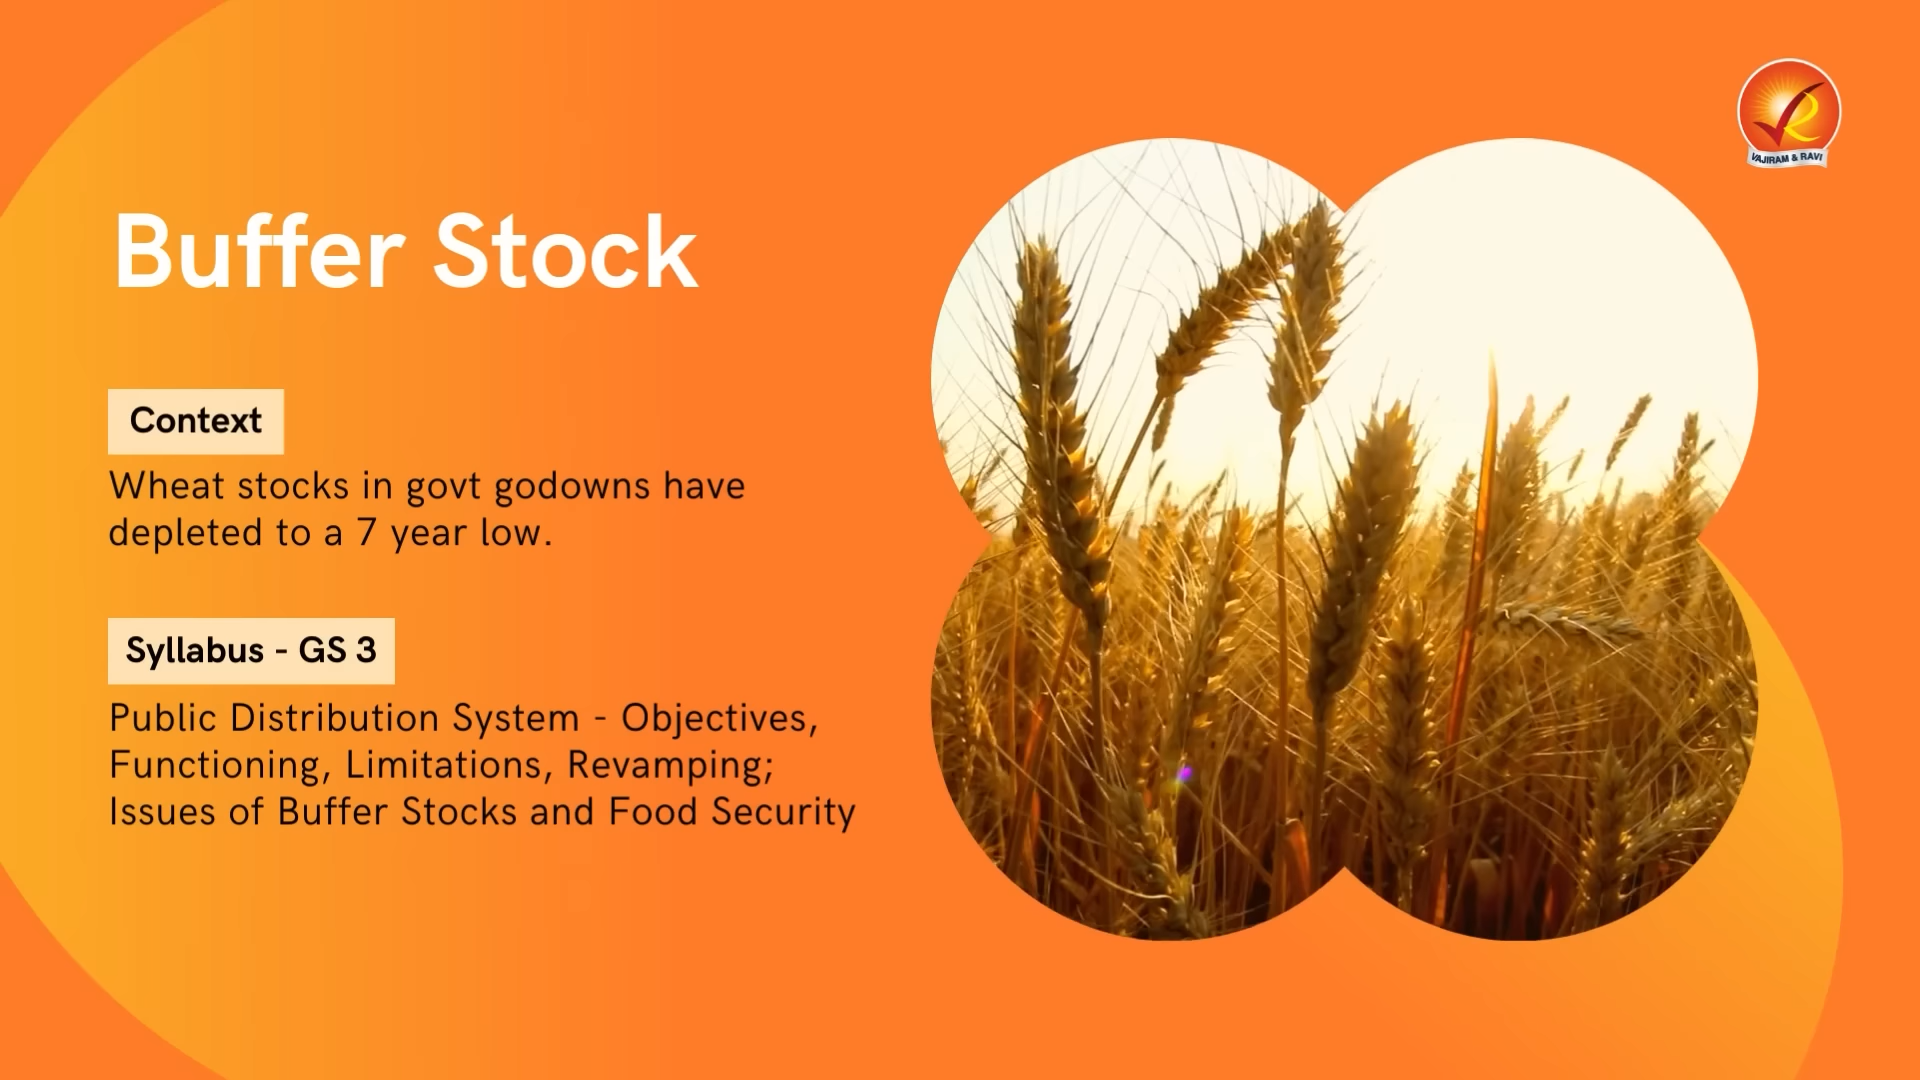 VAJIRAM & RAVI
Buffer Stock
Context
Wheat stocks in govt godowns have
depleted to a 7 year low.
Syllabus - GS 3
Public Distribution System - Objectives,
Functioning, Limitations, Revamping;
Issues of Buffer Stocks and Food Security